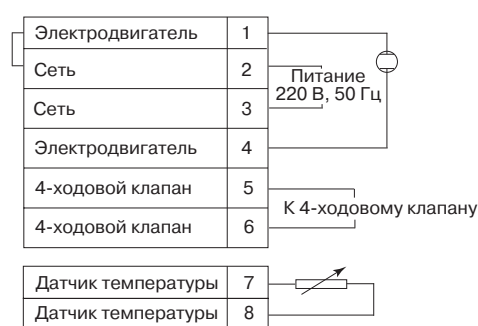 Электродвигатель 1
Сеть 2
Сеть 3
Электродвигатель 4
4-ходовой клапан 5
4-ходовой клапан 6
Питание
220 В, 50 Гц
К 4-ходовому клапану
Датчик температуры 7
Датчик температуры 8